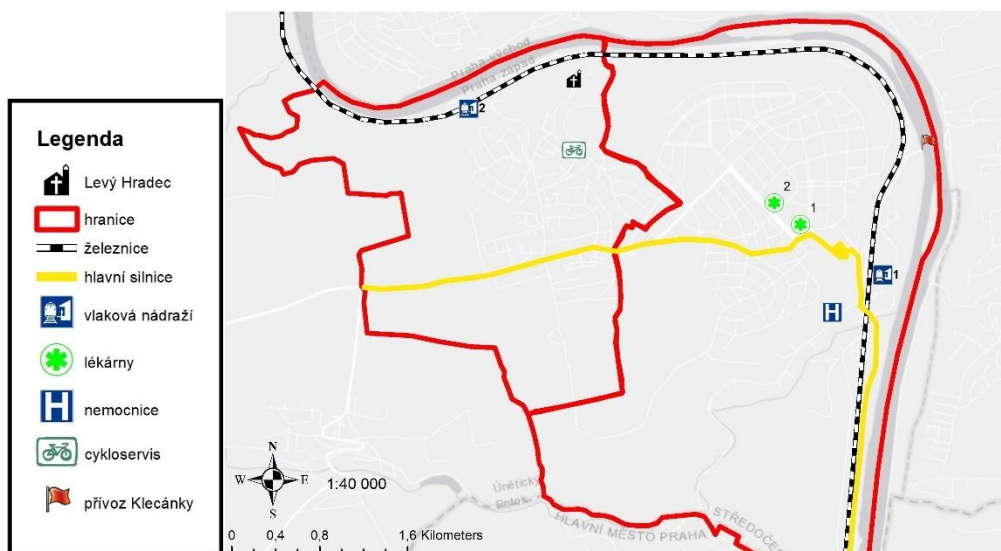 Legenda
Levý Hradec
hranice
železnice
hlavní silnice
vlaková nádraží
lékárny
H
nemocnice
cykloservis
přívoz Klecánky
Praha-východ
Praha-západ
2
2
1
1
H
N
W
E
S
1:40 000
0 0,4 0,8 1,6 Kilometers
Únětický
Potok
HLAVNÍ MĚSTO PRAHA
STŘEDOČES